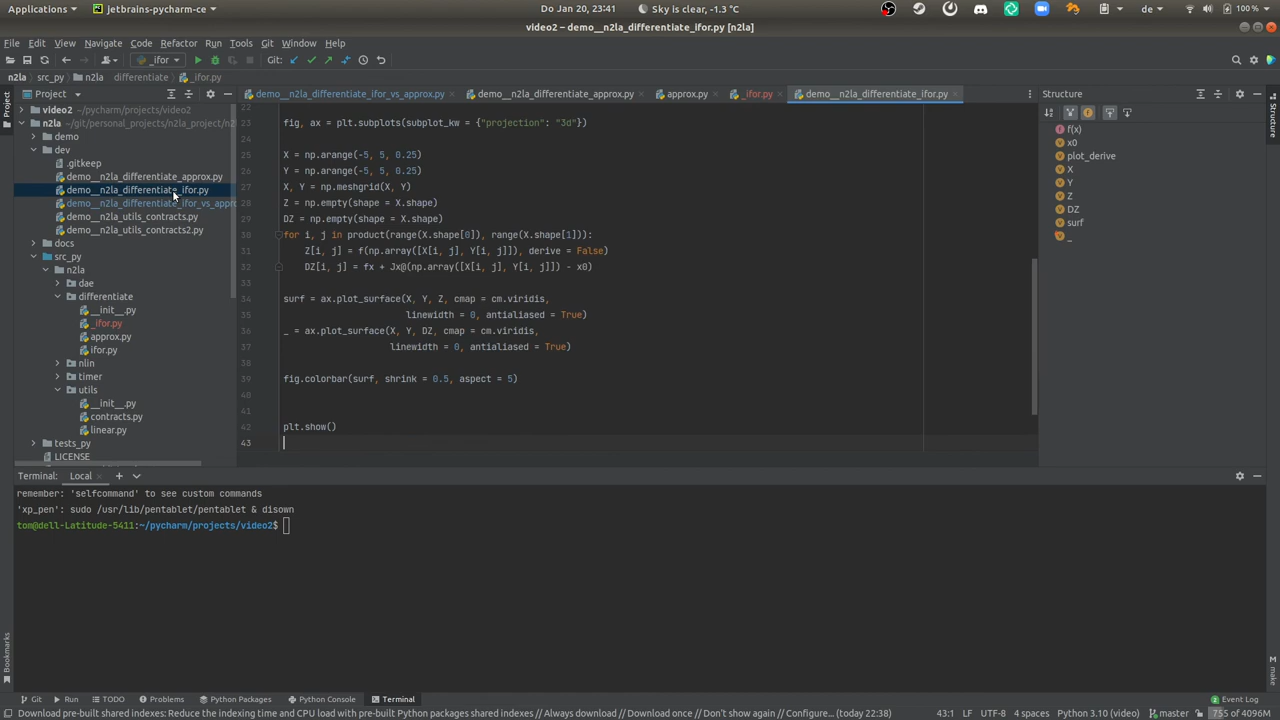 Applications jetbrains-pycharm-ce Do Jan 20, 23:41 Sky is clear, -1.3 °C de 100 %
video2 – demo__n2la_differentiate_ifor.py [n2la]
File Edit View Navigate Code Refactor Run Tools Git Window Help
_ifor Git:
n2la src_py n2la differentiate _ifor.py
Project demo__n2la_differentiate_ifor_vs_approx.py demo__n2la_differentiate_approx.py approx.py _ifor.py demo__n2la_differentiate_ifor.py Structure
video2 ~/pycharm/projects/video2
n2la ~/git/personal_projects/n2la_project/n2
demo
dev
.gitkeep
demo__n2la_differentiate_approx.py
demo__n2la_differentiate_ifor.py
demo__n2la_differentiate_ifor_vs_appro
demo__n2la_utils_contracts.py
demo__n2la_utils_contracts2.py
docs
src_py
n2la
dae
differentiate
__init__.py
_ifor.py
approx.py
ifor.py
nlin
timer
utils
__init__.py
contracts.py
linear.py
tests_py
LICENSE
22
23 fig, ax = plt.subplots(subplot_kw = {"projection": "3d"})
24
25 X = np.arange(-5, 5, 0.25)
26 Y = np.arange(-5, 5, 0.25)
27 X, Y = np.meshgrid(X, Y)
28 Z = np.empty(shape = X.shape)
29 DZ = np.empty(shape = X.shape)
30 for i, j in product(range(X.shape[0]), range(X.shape[1])):
31 Z[i, j] = f(np.array([X[i, j], Y[i, j]]), derive = False)
32 DZ[i, j] = fx + Jx@(np.array([X[i, j], Y[i, j]]) - x0)
33
34 surf = ax.plot_surface(X, Y, Z, cmap = cm.viridis,
35 linewidth = 0, antialiased = True)
36 _ = ax.plot_surface(X, Y, DZ, cmap = cm.viridis,
37 linewidth = 0, antialiased = True)
38
39 fig.colorbar(surf, shrink = 0.5, aspect = 5)
40
41
42 plt.show()
43
f(x)
x0
plot_derive
X
Y
Z
DZ
surf
_
Project
Structure
Bookmarks
make
Terminal: Local
remember: 'selfcommand' to see custom commands
'xp_pen': sudo /usr/lib/pentablet/pentablet & disown
tom@dell-Latitude-5411:~/pycharm/projects/video2$
Git Run TODO Problems Python Packages Python Console Terminal Event Log
Download pre-built shared indexes: Reduce the indexing time and CPU load with pre-built Python packages shared indexes // Always download // Download once // Don't show again // Configure... (today 22:38) 43:1 LF UTF-8 4 spaces Python 3.10 (video) master 755 of 4096M